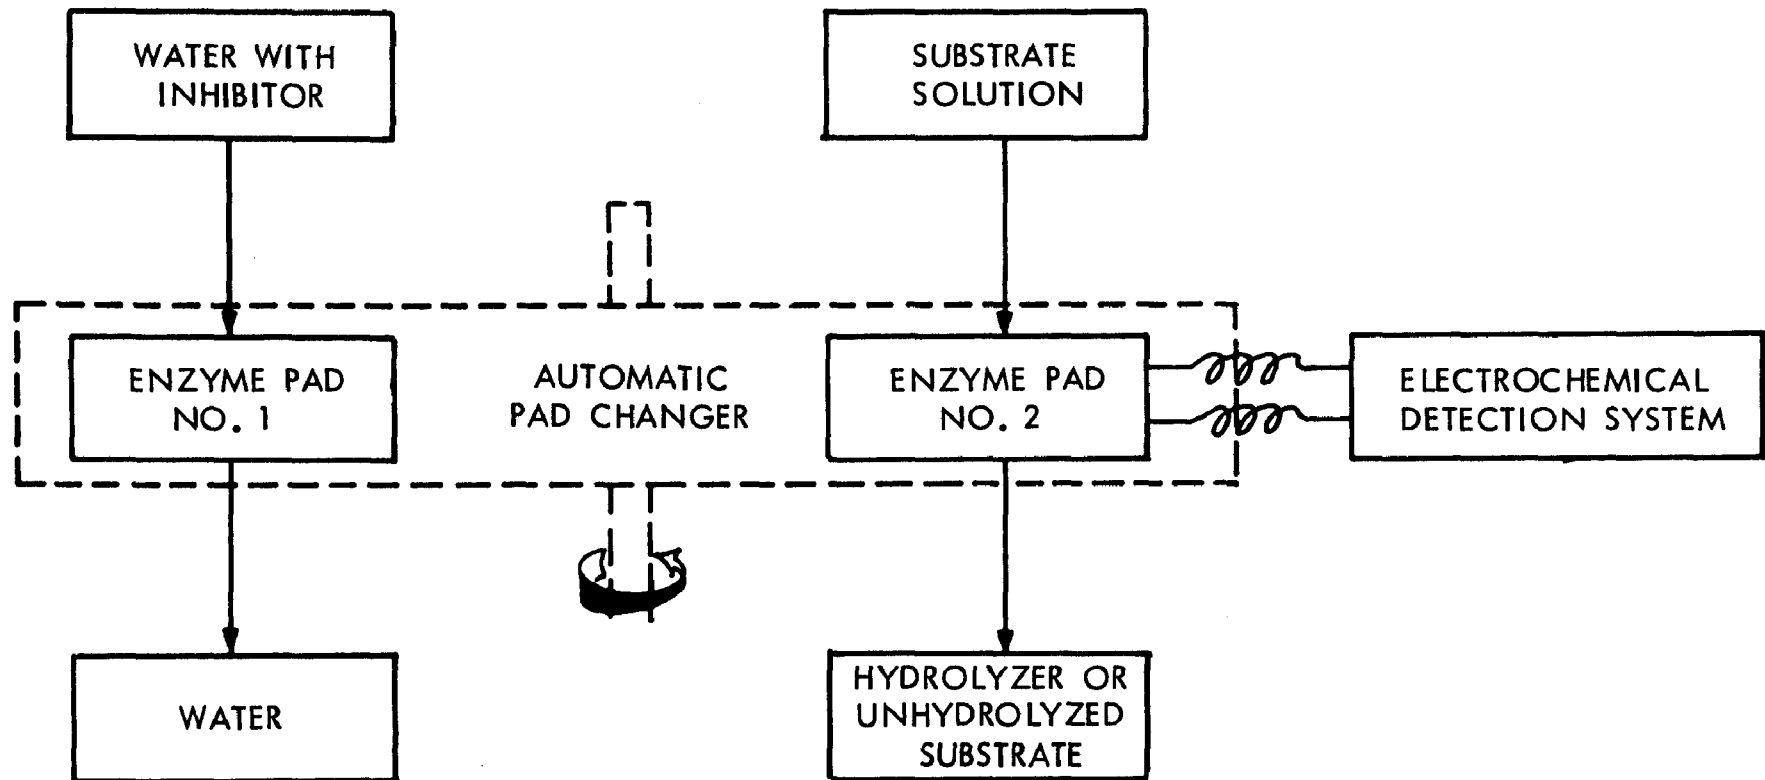 WATER WITH
INHIBITOR
SUBSTRATE
SOLUTION
ENZYME PAD
NO. 1
AUTOMATIC
PAD CHANGER
ENZYME PAD
NO. 2
ELECTROCHEMICAL
DETECTION SYSTEM
WATER
HYDROLYZER OR
UNHYDROLYZED
SUBSTRATE